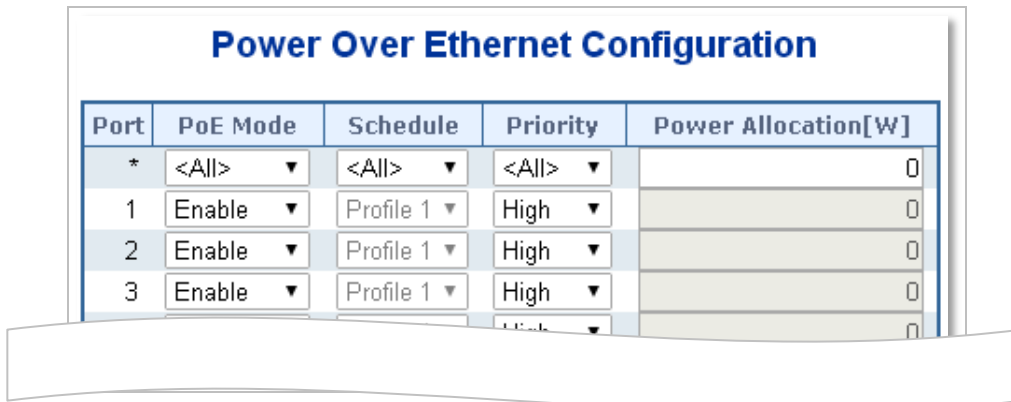 Power Over Ethernet Configuration
Port PoE Mode Schedule Priority Power Allocation[W]
* <All> <All> <All> 0
1 Enable Profile 1 High 0
2 Enable Profile 1 High 0
3 Enable Profile 1 High 0
High 0